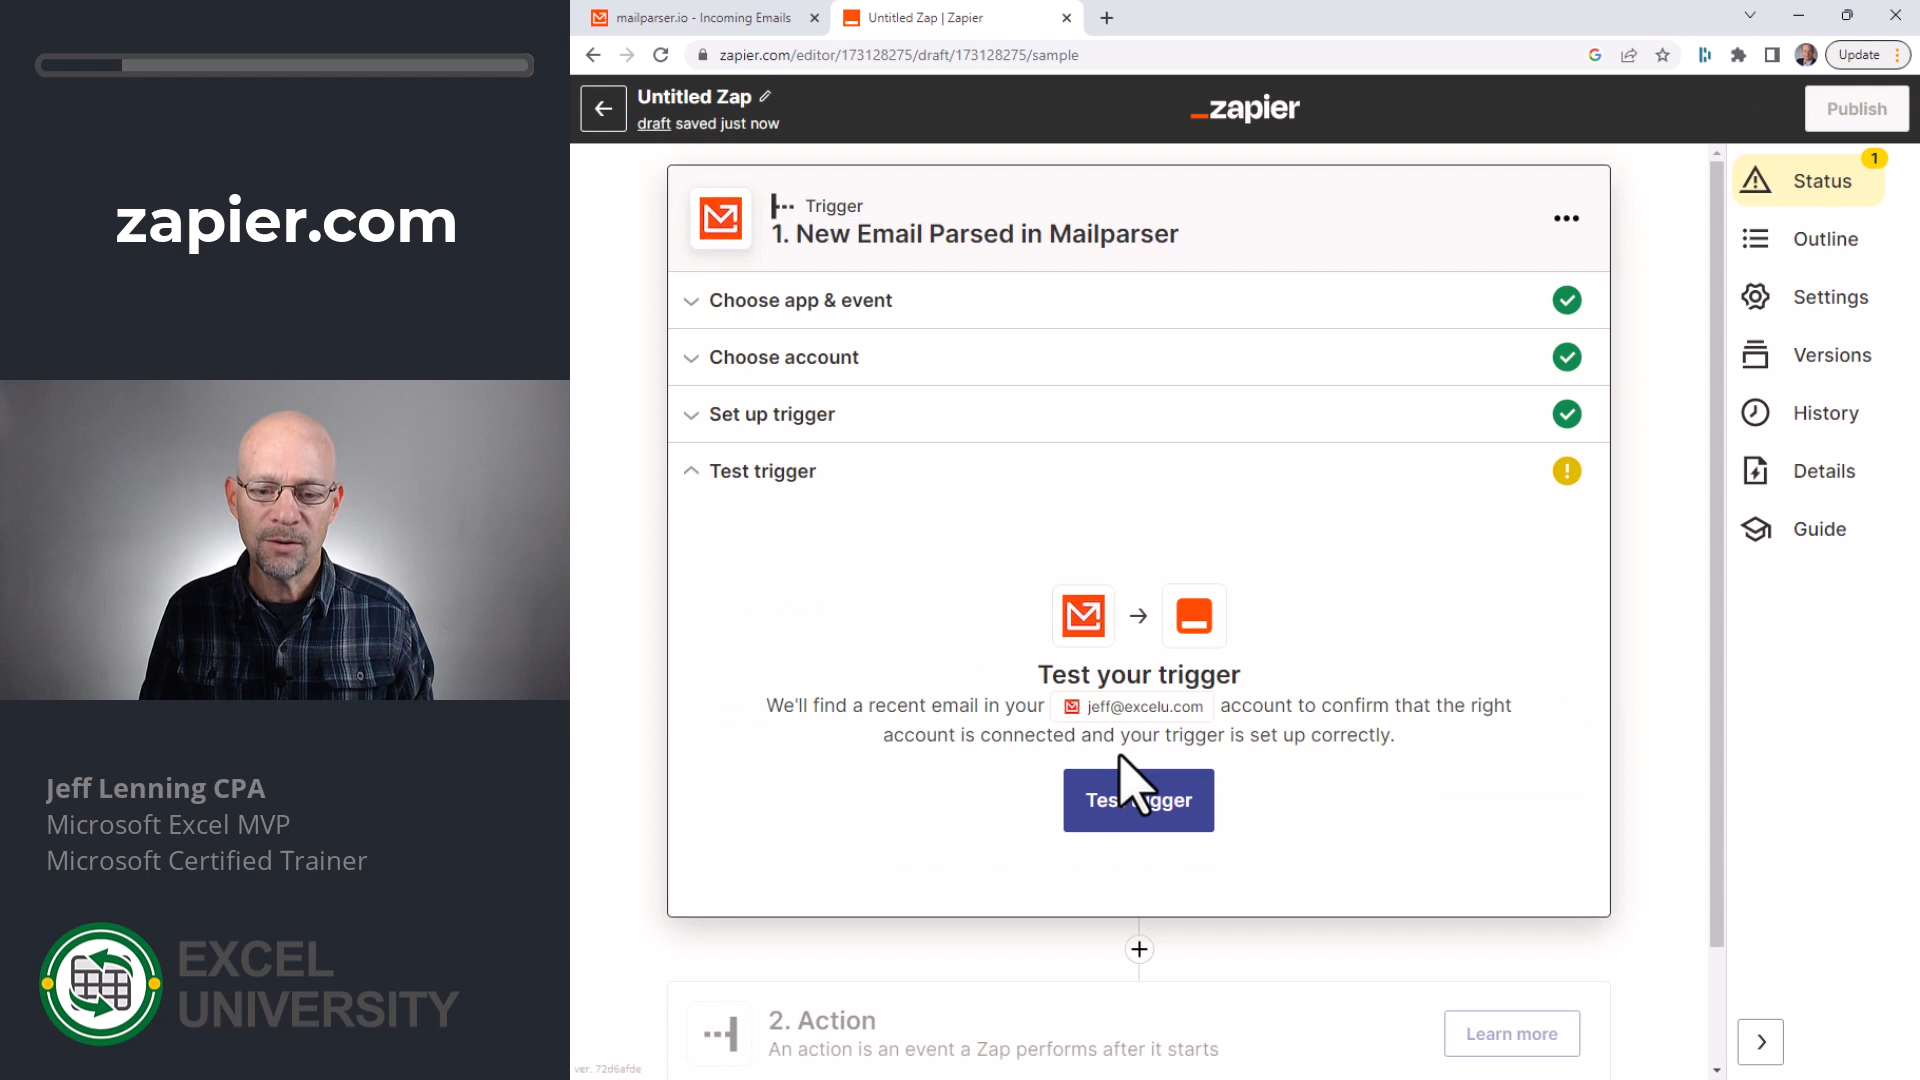 mailparser.io - Incoming Emails
Untitled Zap | Zapier
zapier.com/editor/173128275/draft/173128275/sample
Update
Untitled Zap
draft saved just now
_zapier
Publish
zapier.com
Trigger
1. New Email Parsed in Mailparser
Choose app & event
Choose account
Set up trigger
Test trigger
Test your trigger
We'll find a recent email in your jeff@excelu.com account to confirm that the right
account is connected and your trigger is set up correctly.
2. Action
An action is an event a Zap performs after it starts
Learn more
ver. 72d6afde
1
Status
Outline
Settings
Versions
History
Details
Guide
Jeff Lenning CPA
Microsoft Excel MVP
Microsoft Certified Trainer
EXCEL
UNIVERSITY